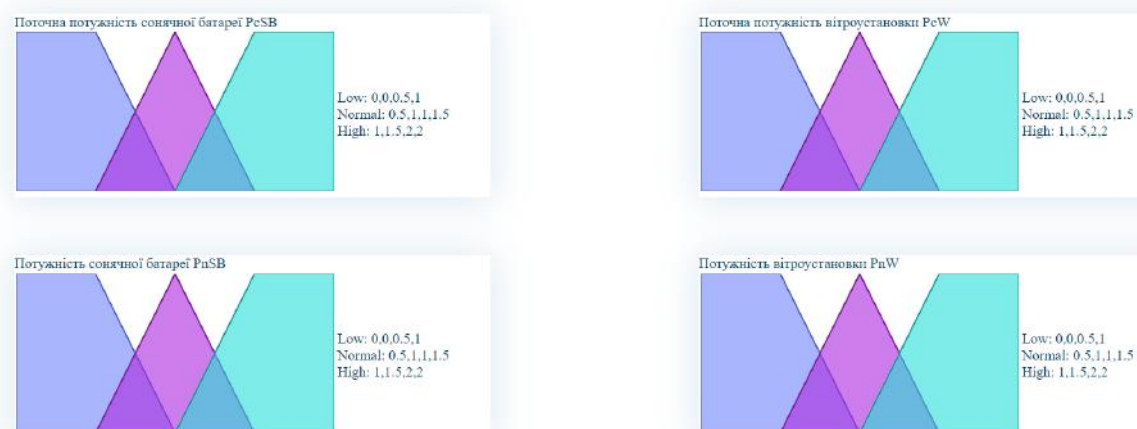 Поточна потужність сонячної батареї PcSB
Low: 0,0,0.5,1
Normal: 0.5,1,1,1.5
High: 1,1.5,2,2
Поточна потужність вітроустановки PcW
Low: 0,0,0.5,1
Normal: 0.5,1,1,1.5
High: 1,1.5,2,2
Потужність сонячної батареї PnSB
Low: 0,0,0.5,1
Normal: 0.5,1,1,1.5
High: 1,1.5,2,2
Потужність вітроустановки PnW
Low: 0,0,0.5,1
Normal: 0.5,1,1,1.5
High: 1,1.5,2,2